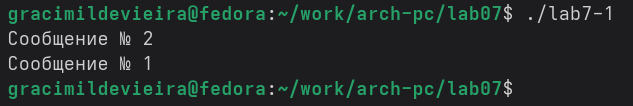 gracimildevieira@fedora:~/work/arch-pc/lab07$ ./lab7-1
Сообщение № 2
Сообщение № 1
gracimildevieira@fedora:~/work/arch-pc/lab07$